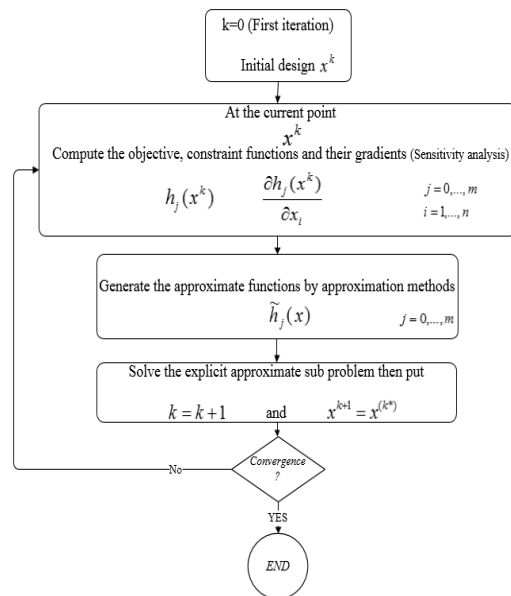 k=0 (First iteration)
Initial design x^k
At the current point
x^k
Compute the objective, constraint functions and their gradients (Sensitivity analysis)
h_j(x^k) ∂h_j(x^k)/∂x_i j = 0,..., m
i = 1,..., n
Generate the approximate functions by approximation methods
h̃_j(x) j = 0,..., m
Solve the explicit approximate sub problem then put
k = k+1 and x^{k+1} = x^{(k*)}
Convergence
?
No
YES
END